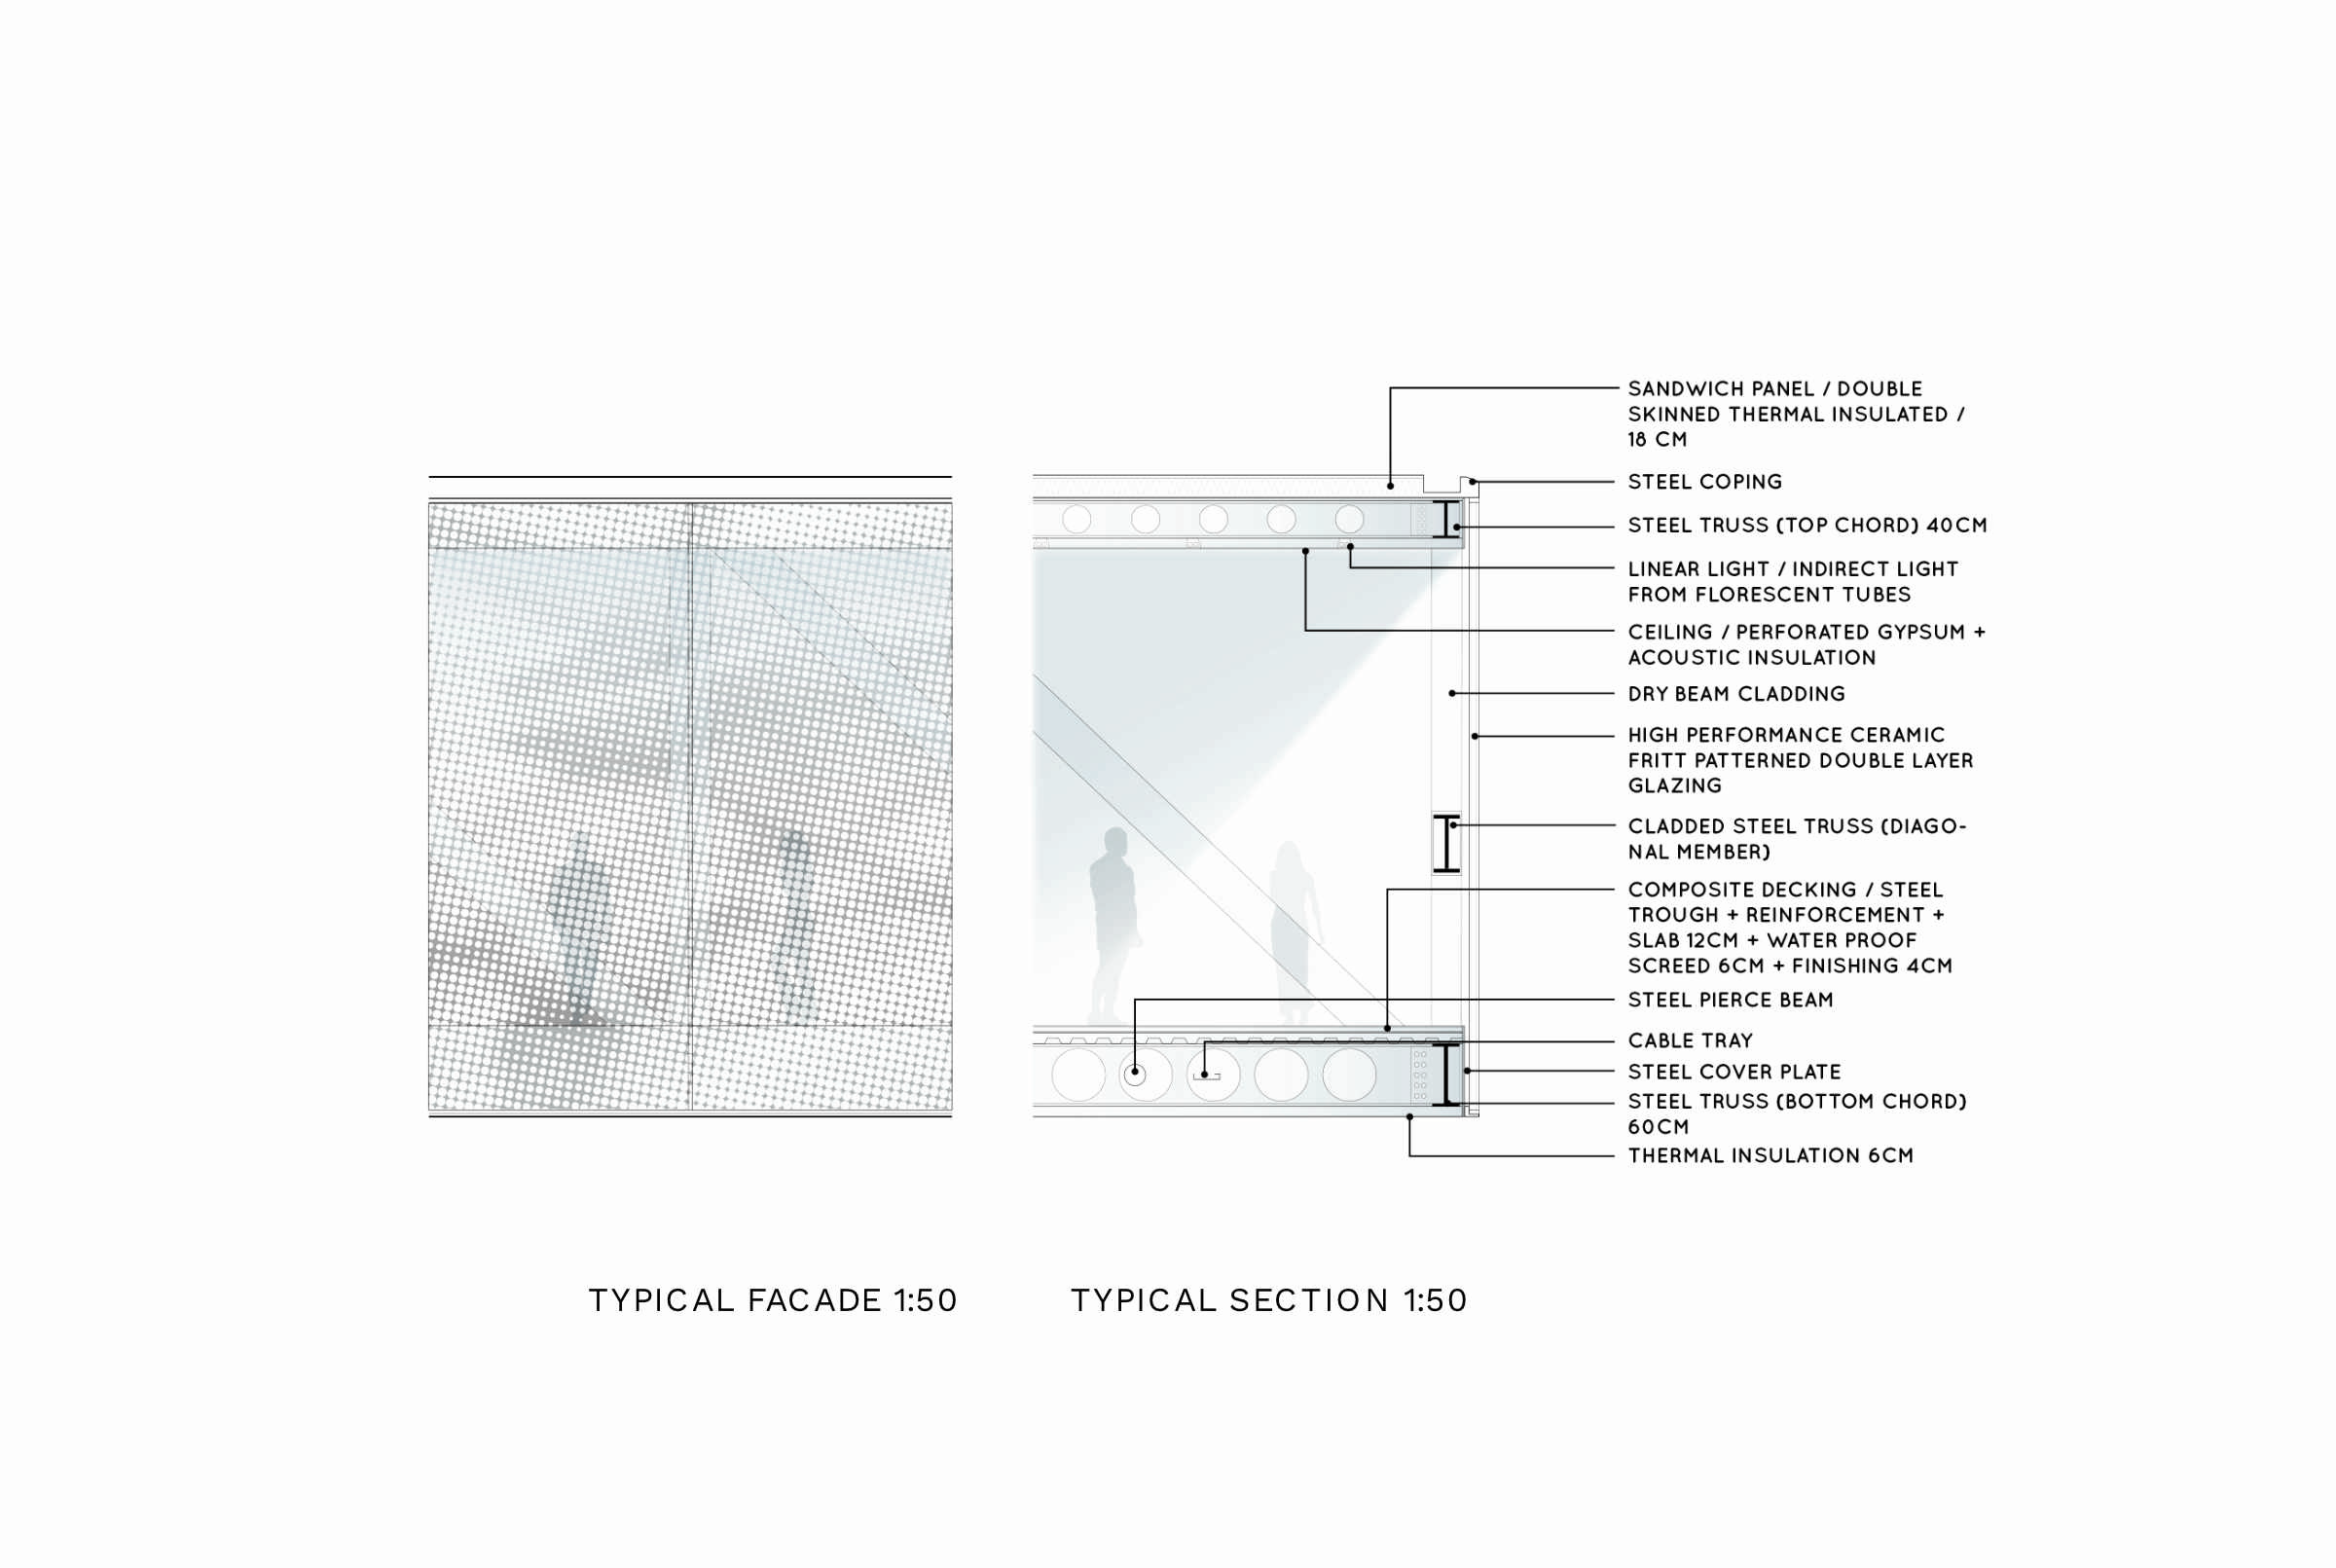 SANDWICH PANEL / DOUBLE
SKINNED THERMAL INSULATED /
18 CM
STEEL COPING
STEEL TRUSS (TOP CHORD) 40CM
LINEAR LIGHT / INDIRECT LIGHT
FROM FLORESCENT TUBES
CEILING / PERFORATED GYPSUM +
ACOUSTIC INSULATION
DRY BEAM CLADDING
HIGH PERFORMANCE CERAMIC
FRITT PATTERNED DOUBLE LAYER
GLAZING
CLADDED STEEL TRUSS (DIAGO-
NAL MEMBER)
COMPOSITE DECKING / STEEL
TROUGH + REINFORCEMENT +
SLAB 12CM + WATER PROOF
SCREED 6CM + FINISHING 4CM
STEEL PIERCE BEAM
CABLE TRAY
STEEL COVER PLATE
STEEL TRUSS (BOTTOM CHORD)
60CM
THERMAL INSULATION 6CM
TYPICAL FACADE 1:50
TYPICAL SECTION 1:50